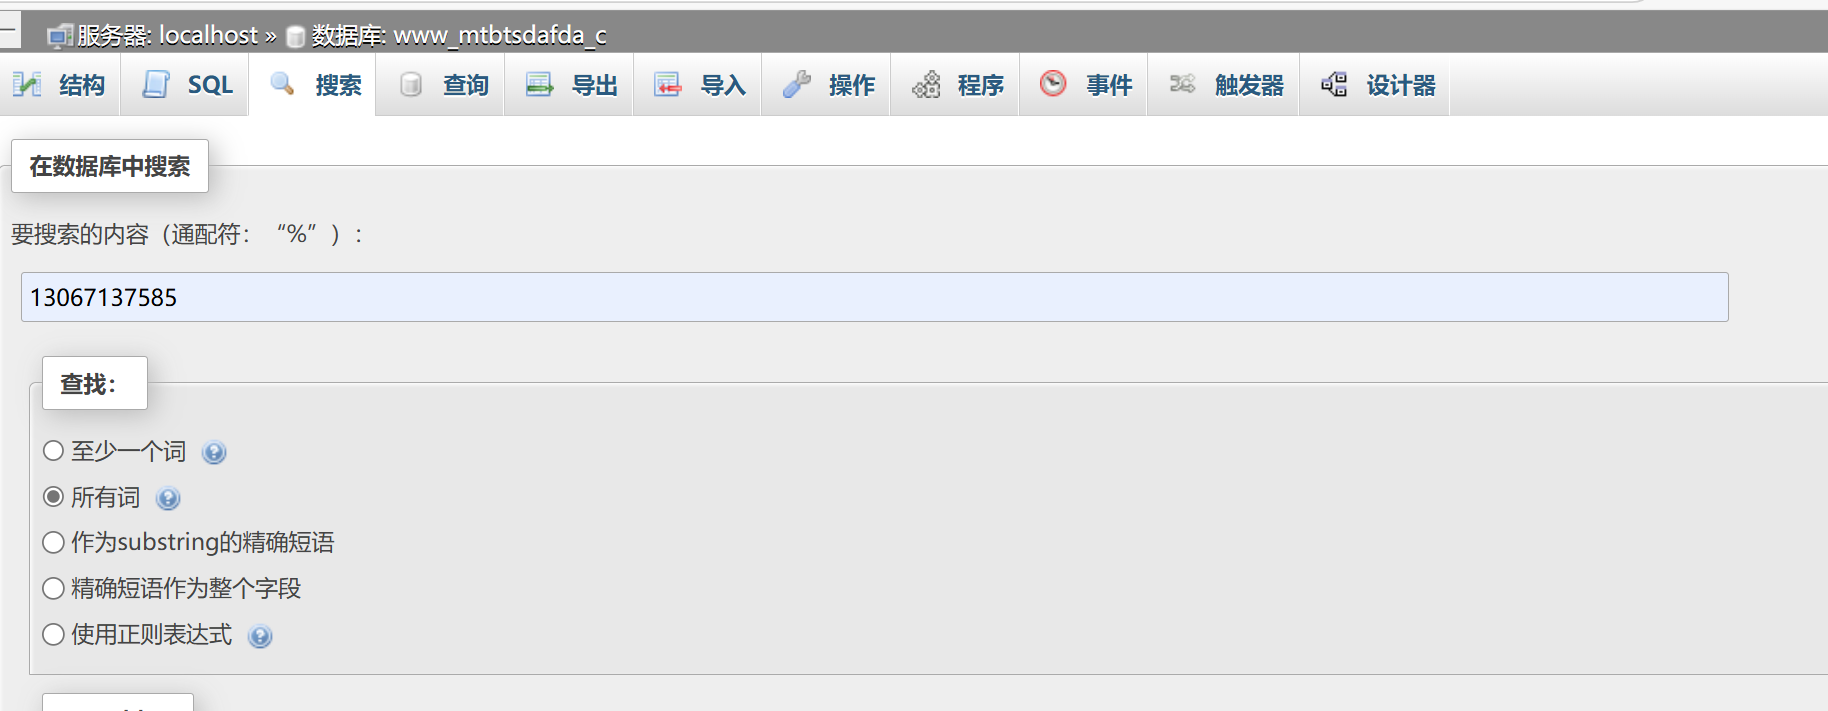 服务器: localhost » 数据库: www_mtbtsdafda_c
结构 SQL 搜索 查询 导出 导入 操作 程序 事件 触发器 设计器
在数据库中搜索
要搜索的内容（通配符：“%”）:
13067137585
查找：
至少一个词
所有词
作为substring的精确短语
精确短语作为整个字段
使用正则表达式